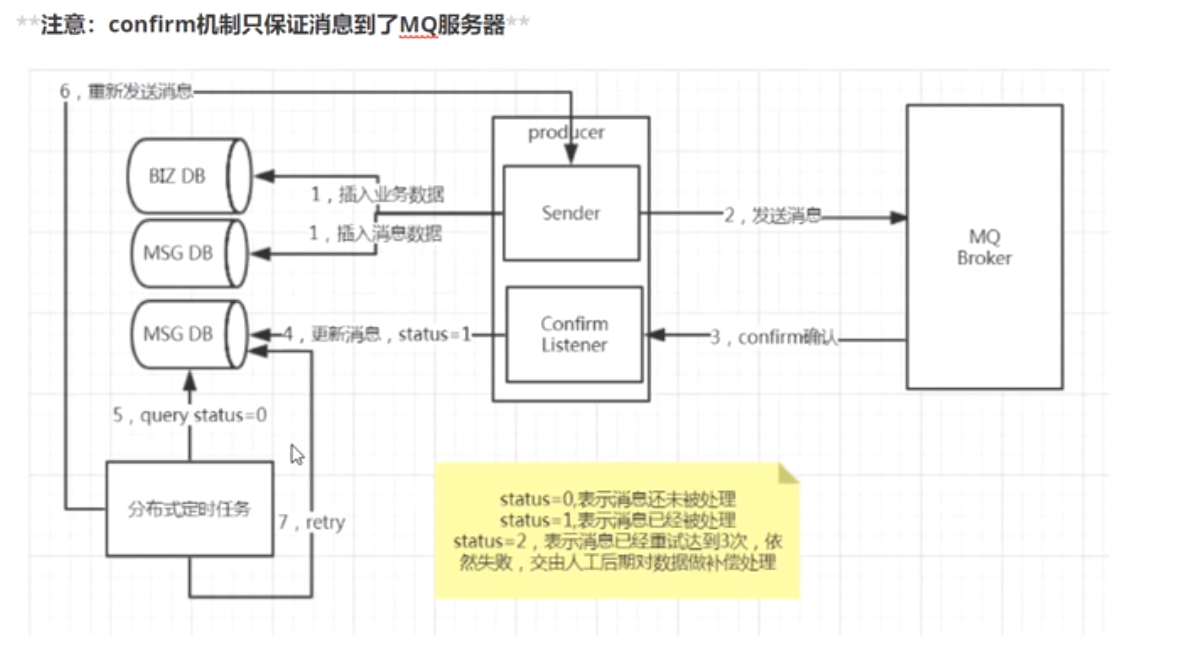 **注意：confirm机制只保证消息到了MQ服务器**
6，重新发送消息
producer
BIZ DB
1，插入业务数据
Sender
2，发送消息
1，插入消息数据
MSG DB
MQ
Broker
MSG DB
4，更新消息，status=1
Confirm
Listener
3，confirm确认
5，query status=0
分布式定时任务
7，retry
status=0,表示消息还未被处理
status=1,表示消息已经被处理
status=2，表示消息已经重试达到3次，依
然失败，交由人工后期对数据做补偿处理